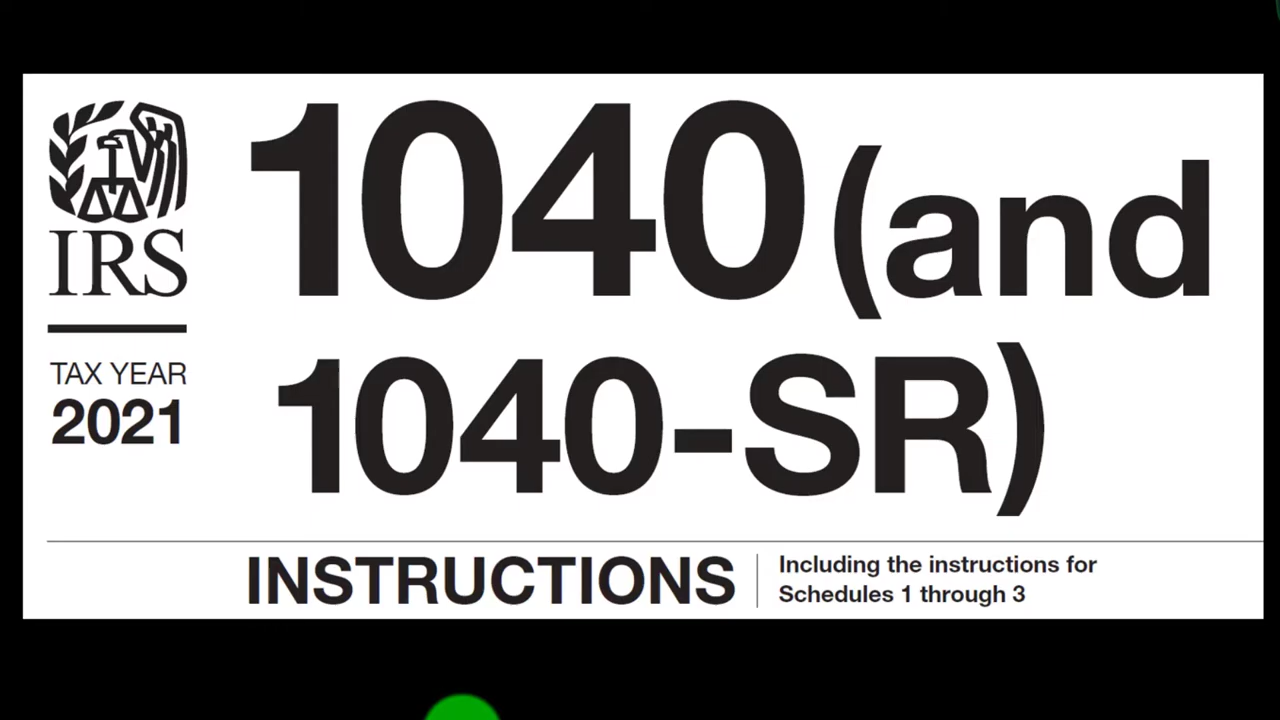 1040 (and
1040-SR)
IRS
TAX YEAR
2021
INSTRUCTIONS
Including the instructions for
Schedules 1 through 3